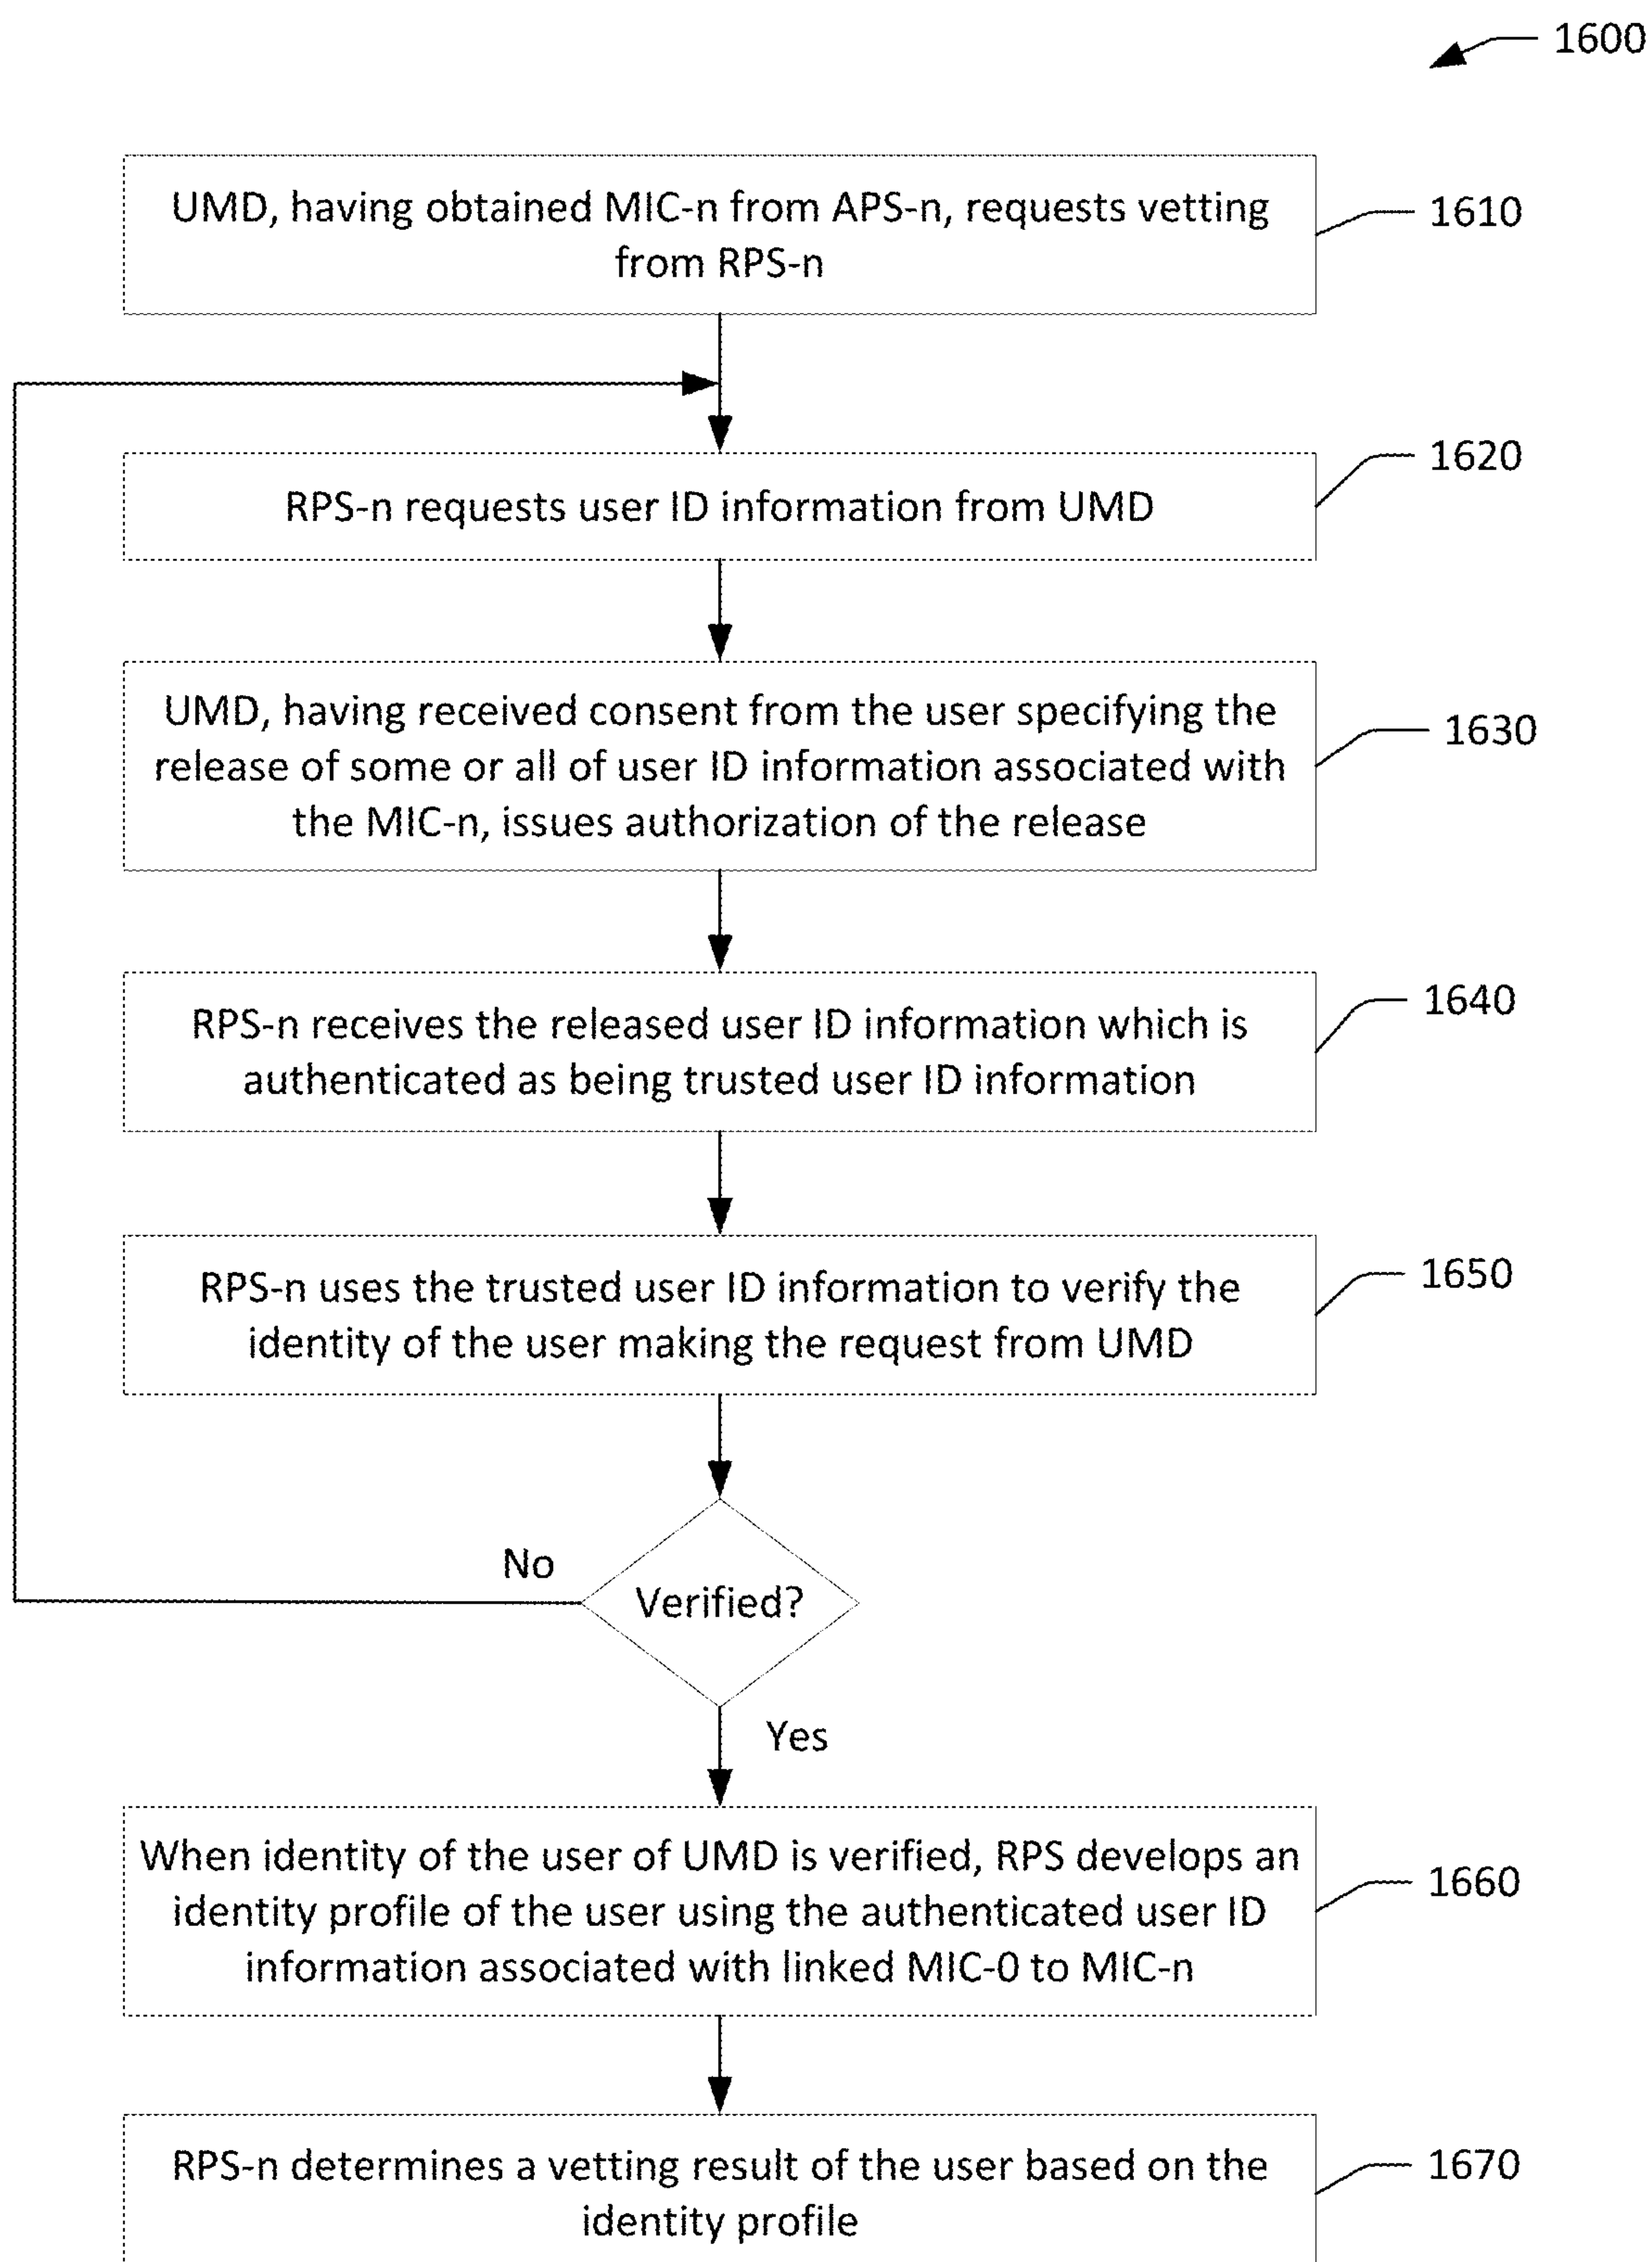 1600
UMD, having obtained MIC-n from APS-n, requests vetting
from RPS-n
1610
RPS-n requests user ID information from UMD
1620
UMD, having received consent from the user specifying the
release of some or all of user ID information associated with
the MIC-n, issues authorization of the release
1630
RPS-n receives the released user ID information which is
authenticated as being trusted user ID information
1640
RPS-n uses the trusted user ID information to verify the
identity of the user making the request from UMD
1650
No
Verified?
Yes
When identity of the user of UMD is verified, RPS develops an
identity profile of the user using the authenticated user ID
information associated with linked MIC-0 to MIC-n
1660
RPS-n determines a vetting result of the user based on the
identity profile
1670